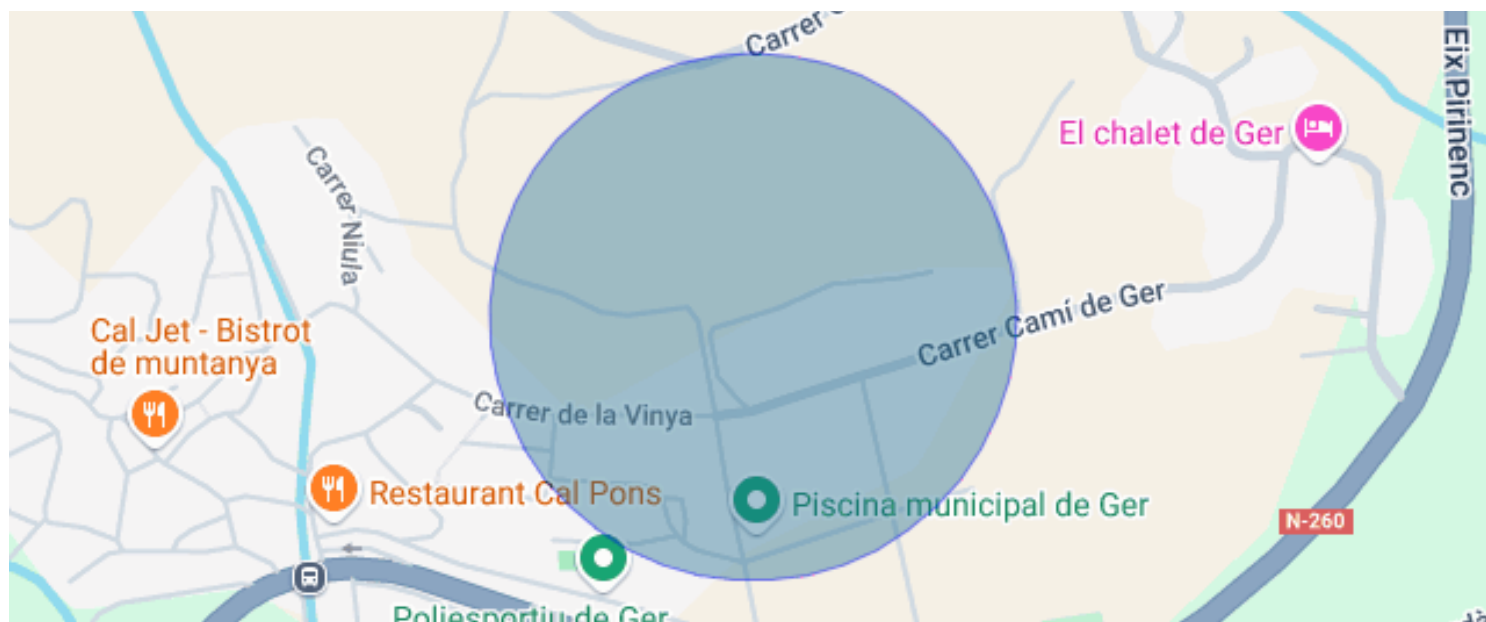 Carrer
Eix Pirinenc
El chalet de Ger
Carrer Niula
Carrer Camí de Ger
Cal Jet - Bistrot
de muntanya
Carrer de la Vinya
Restaurant Cal Pons
Piscina municipal de Ger
N-260
Poliesportiu de Ger